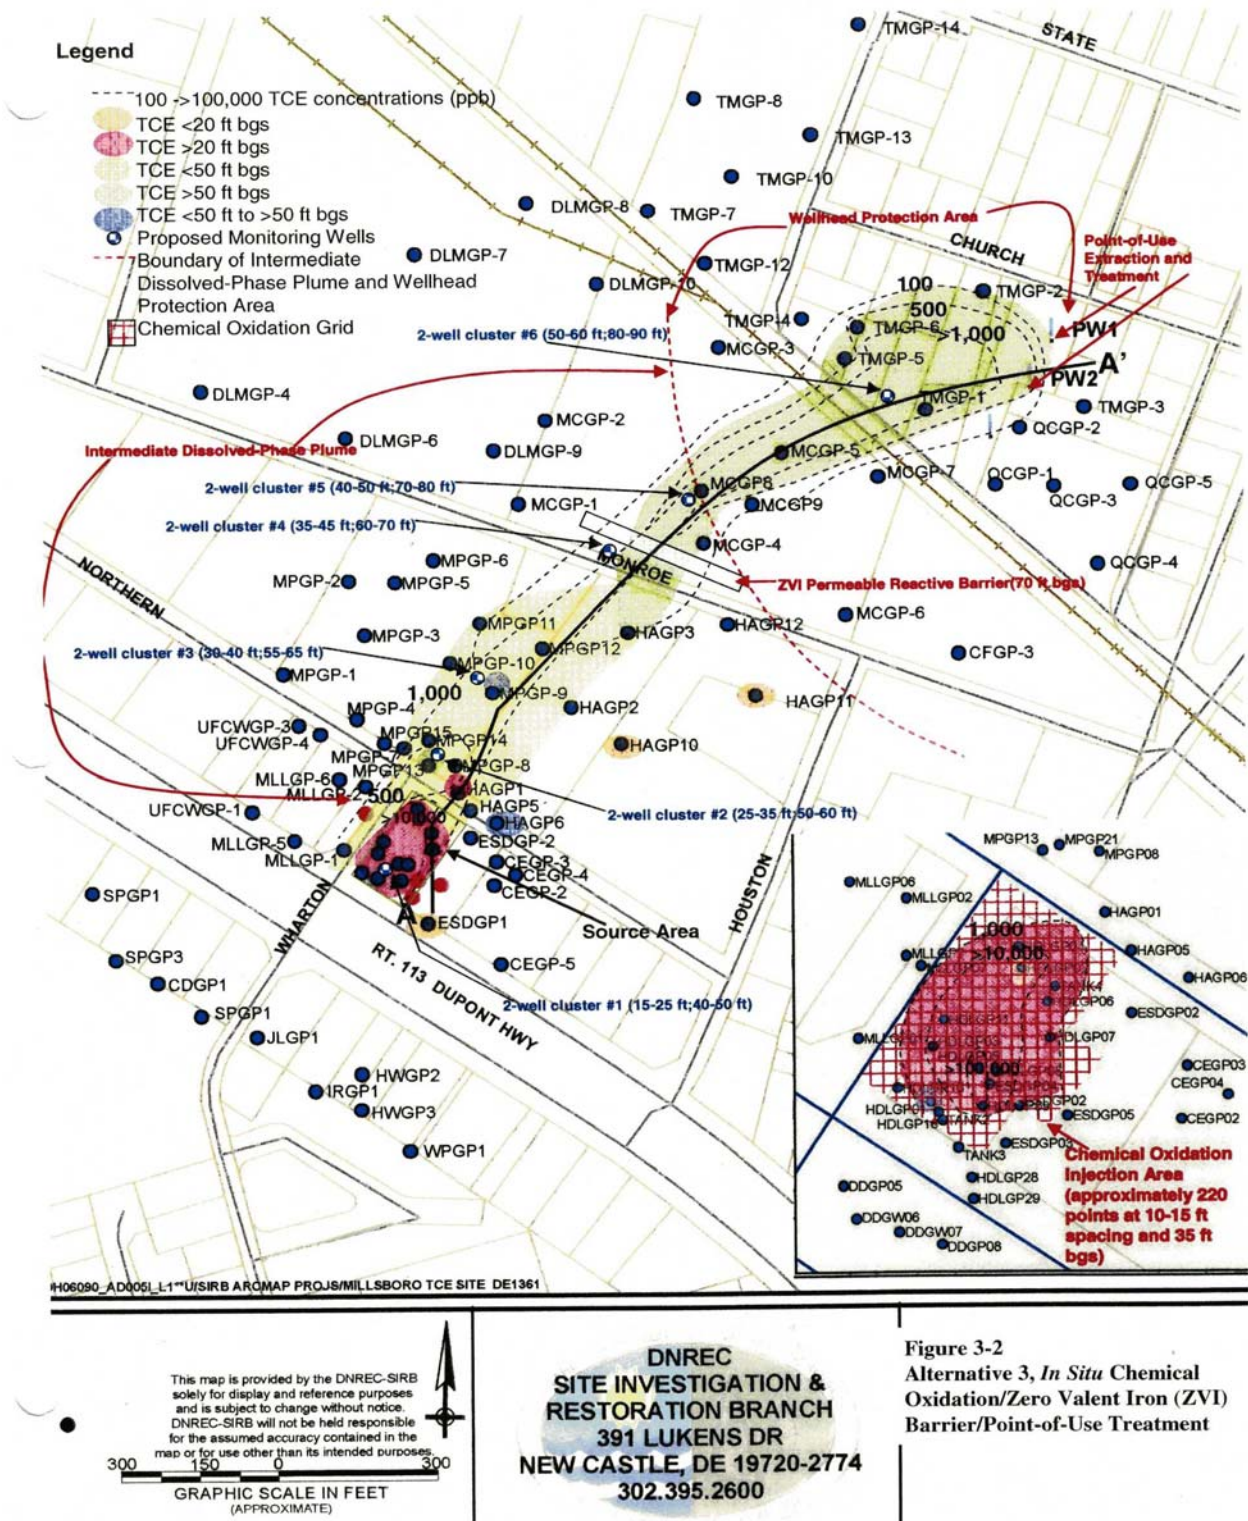 Legend
100 ->100,000 TCE concentrations (ppb)
TCE <20 ft bgs
TCE >20 ft bgs
TCE <50 ft bgs
TCE >50 ft bgs
TCE <50 ft to >50 ft bgs
Proposed Monitoring Wells
Boundary of Intermediate
Dissolved-Phase Plume and Wellhead
Protection Area
Chemical Oxidation Grid
TMGP-14
STATE
TMGP-8
TMGP-13
TMGP-10
DLMGP-8
TMGP-7
Wellhead Protection Area
CHURCH
Point-of-Use
Extraction and
Treatment
DLMGP-7
TMGP-12
DLMGP-10
100
TMGP-2
500
TMGP-4
TMGP-6
>1,000
PW1
2-well cluster #6 (50-60 ft;80-90 ft)
MCGP-3
TMGP-5
A'
PW2
DLMGP-4
TMGP-1
TMGP-3
MCGP-2
QCGP-2
DLMGP-6
Intermediate Dissolved-Phase Plume
DLMGP-9
MCGP-5
MCGP-7
QCGP-1
QCGP-3
QCGP-5
2-well cluster #5 (40-50 ft;70-80 ft)
MCGP8
MCGP-1
MCGP9
2-well cluster #4 (35-45 ft;60-70 ft)
MCGP-4
MPGP-6
MONROE
QCGP-4
NORTHERN
MPGP-2
MPGP-5
ZVI Permeable Reactive Barrier(70 ft bgs)
MCGP-6
MPGP11
HAGP12
MPGP-3
HAGP3
2-well cluster #3 (30-40 ft;55-65 ft)
MPGP12
CFGP-3
MPGP-10
MPGP-1
1,000
MPGP-9
HAGP11
HAGP2
MPGP-4
UFCWGP-3
UFCWGP-4
MPGP15
MPGP14
HAGP10
MPGP-7
MPGP-8
MPGP13
MLLGP-6
MLLGP-2
500
HAGP1
UFCWGP-1
>10,000
HAGP5
2-well cluster #2 (25-35 ft;50-60 ft)
HAGP6
MLLGP-5
ESDGP-2
MLLGP-1
CEGP-3
CEGP-4
CEGP-2
SPGP1
WHARTON
A
ESDGP1
Source Area
HOUSTON
SPGP3
RT. 113 DUPONT HWY
CEGP-5
CDGP1
2-well cluster #1 (15-25 ft;40-50 ft)
SPGP1
JLGP1
HWGP2
IRGP1
HWGP3
WPGP1
MPGP13
MPGP21
MPGP08
MLLGP06
MLLGP02
HAGP01
1,000
>10,000
HAGP05
HAGP06
TANK4
ESDGP02
HDLGP07
CEGP03
>100,000
CEGP04
HDLGP01
ESDGP05
CEGP02
HDLGP16
TANK2
ESDGP03
TANK3
Chemical Oxidation
Injection Area
(approximately 220
points at 10-15 ft
spacing and 35 ft
bgs)
HDLGP28
DDGP05
HDLGP29
DDGW06
DDGW07
DDGP08
H06090_AD005I_L1**U/SIRB ARCMAP PROJS/MILLSBORO TCE SITE DE1361
This map is provided by the DNREC-SIRB
solely for display and reference purposes
and is subject to change without notice.
DNREC-SIRB will not be held responsible
for the assumed accuracy contained in the
map or for use other than its intended purposes.
300 150 0 300
GRAPHIC SCALE IN FEET
(APPROXIMATE)
DNREC
SITE INVESTIGATION &
RESTORATION BRANCH
391 LUKENS DR
NEW CASTLE, DE 19720-2774
302.395.2600
Figure 3-2
Alternative 3, In Situ Chemical
Oxidation/Zero Valent Iron (ZVI)
Barrier/Point-of-Use Treatment